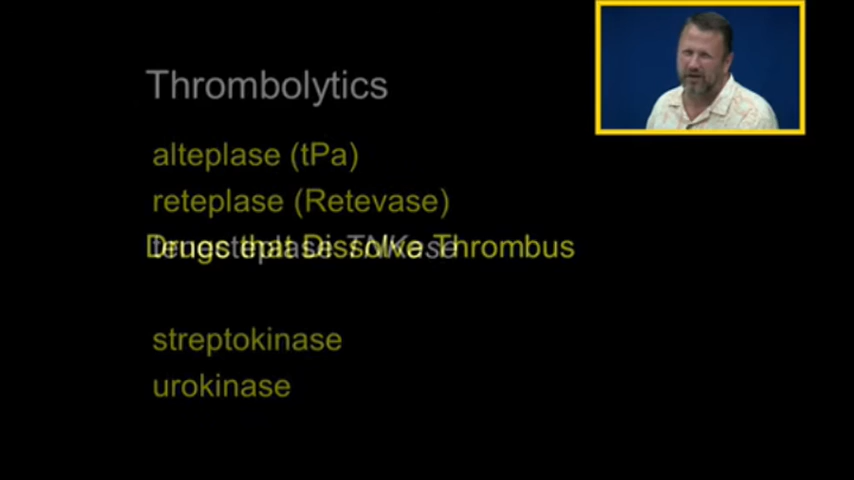 Thrombolytics
alteplase (tPa)
reteplase (Retevase)
tenecteplase TNKase
Drugs that Dissolve Thrombus
streptokinase
urokinase